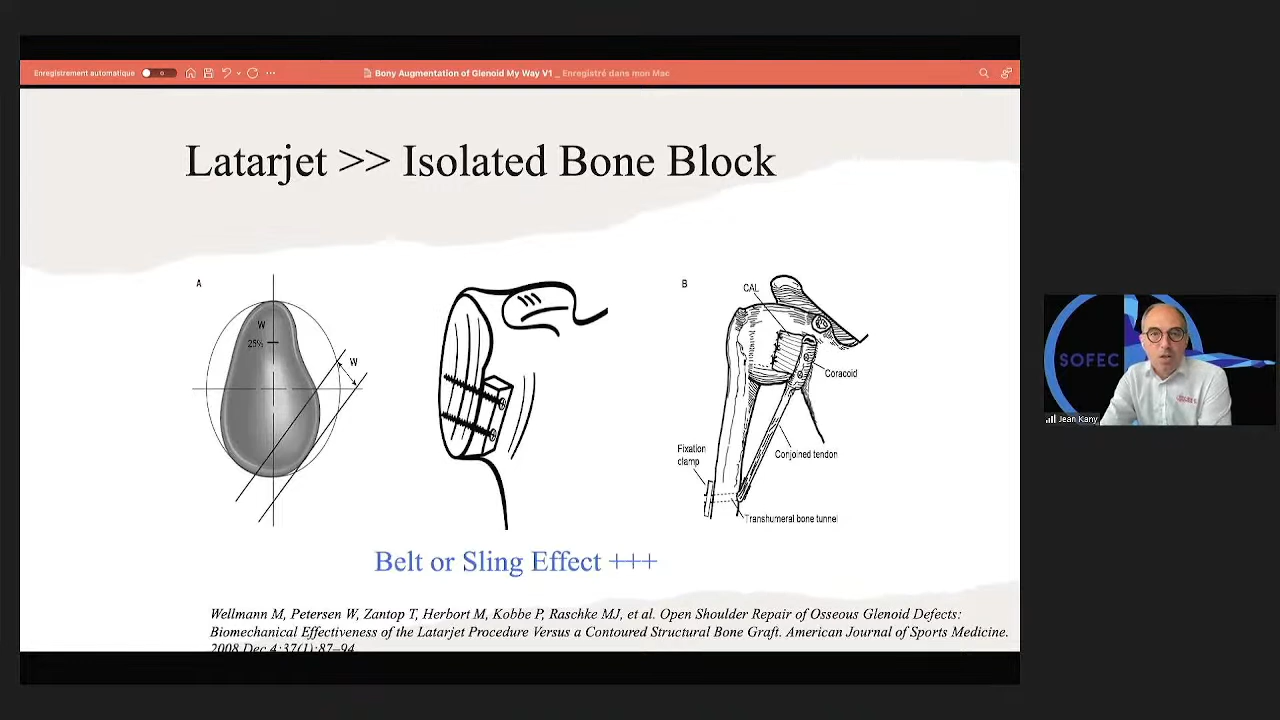 Enregistrement automatique
Bony Augmentation of Glenoid My Way V1 _ Enregistré dans mon Mac
Latarjet >> Isolated Bone Block
A
W
25%
W
B
CAL
Coracoid
Fixation
clamp
Conjoined tendon
Transhumeral bone tunnel
Belt or Sling Effect +++
Wellmann M, Petersen W, Zantop T, Herbort M, Kobbe P, Raschke MJ, et al. Open Shoulder Repair of Osseous Glenoid Defects:
Biomechanical Effectiveness of the Latarjet Procedure Versus a Contoured Structural Bone Graft. American Journal of Sports Medicine.
2008 Dec 4;37(1):87–94.
SOFEC
Jean Kany